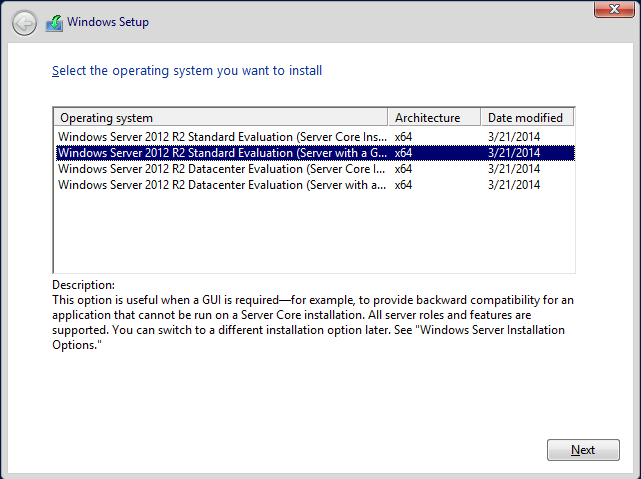 Windows Setup
Select the operating system you want to install
Operating system Architecture Date modified
Windows Server 2012 R2 Standard Evaluation (Server Core Ins... x64 3/21/2014
Windows Server 2012 R2 Standard Evaluation (Server with a G... x64 3/21/2014
Windows Server 2012 R2 Datacenter Evaluation (Server Core I... x64 3/21/2014
Windows Server 2012 R2 Datacenter Evaluation (Server with a... x64 3/21/2014
Description:
This option is useful when a GUI is required—for example, to provide backward compatibility for an
application that cannot be run on a Server Core installation. All server roles and features are
supported. You can switch to a different installation option later. See "Windows Server Installation
Options."
Next